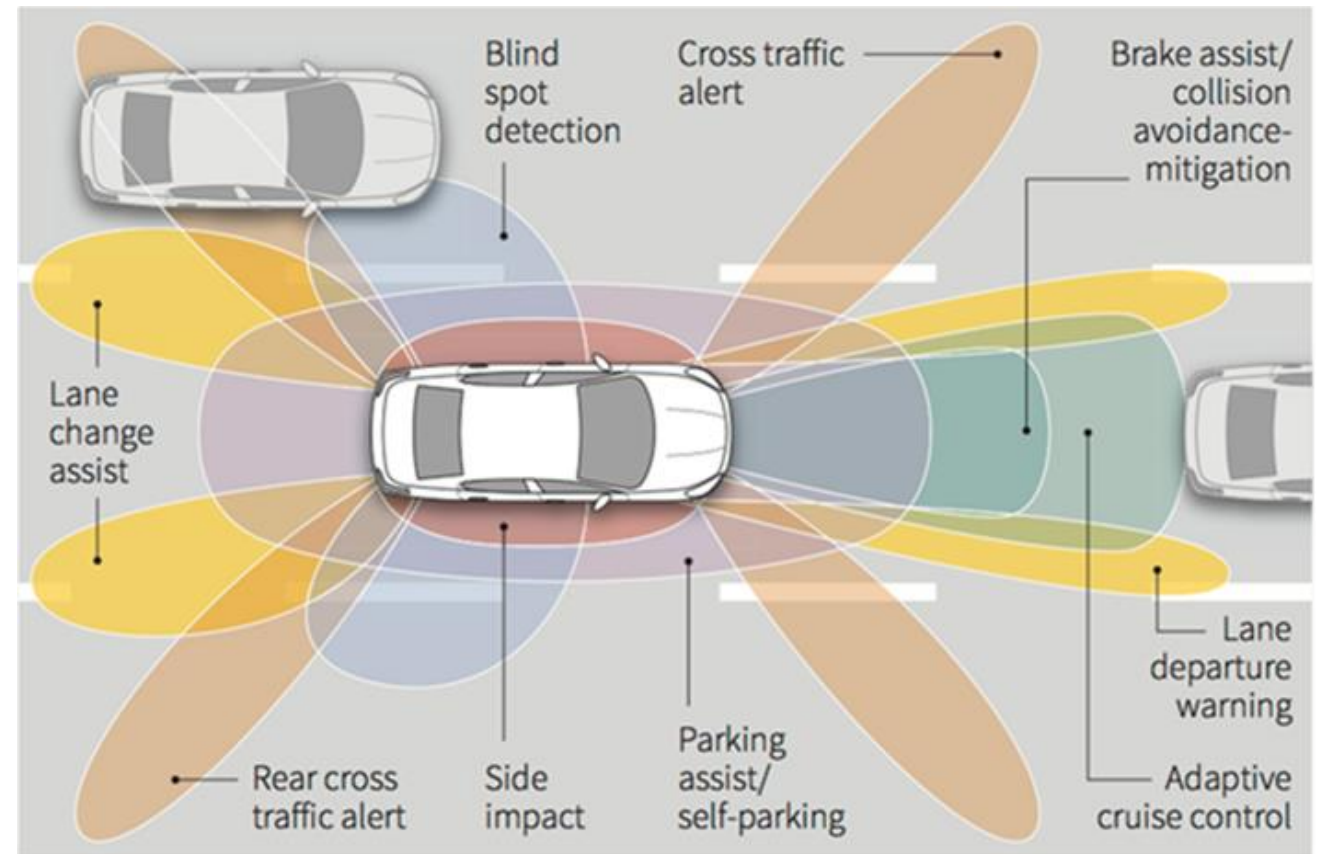 Blind
spot
detection
Cross traffic
alert
Brake assist/
collision
avoidance-
mitigation
Lane
change
assist
Lane
departure
warning
Rear cross
traffic alert
Side
impact
Parking
assist/
self-parking
Adaptive
cruise control